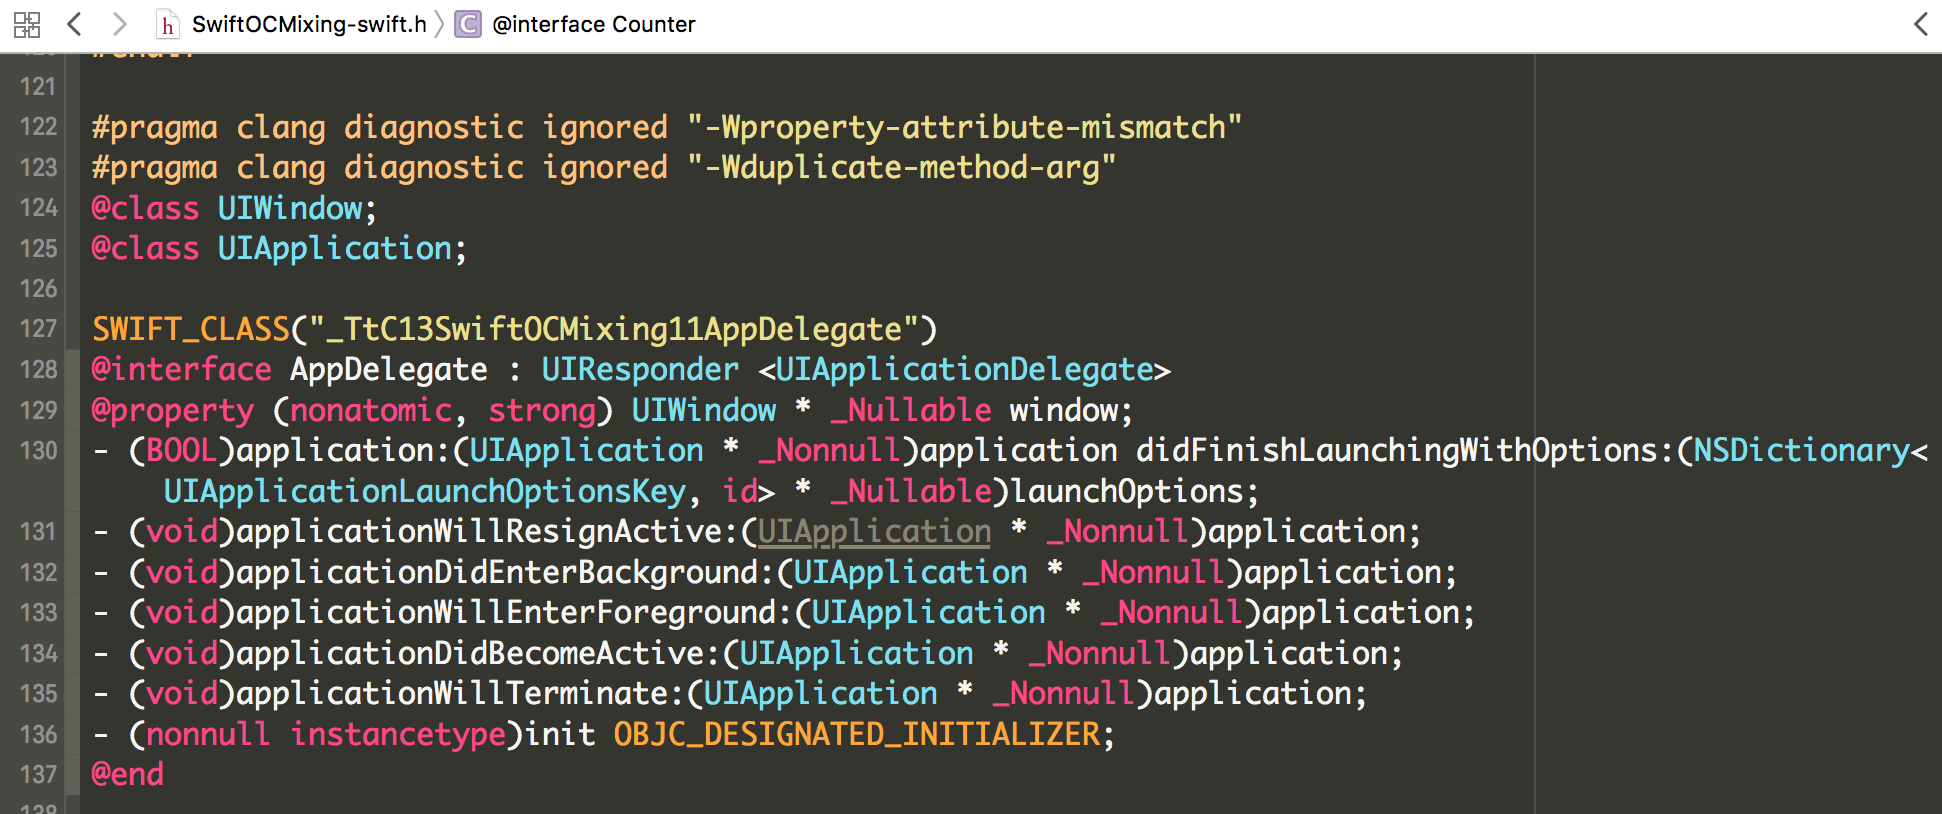 SwiftOCMixing-swift.h @interface Counter
121
122 #pragma clang diagnostic ignored "-Wproperty-attribute-mismatch"
123 #pragma clang diagnostic ignored "-Wduplicate-method-arg"
124 @class UIWindow;
125 @class UIApplication;
126
127 SWIFT_CLASS("_TtC13SwiftOCMixing11AppDelegate")
128 @interface AppDelegate : UIResponder <UIApplicationDelegate>
129 @property (nonatomic, strong) UIWindow * _Nullable window;
130 - (BOOL)application:(UIApplication * _Nonnull)application didFinishLaunchingWithOptions:(NSDictionary<
UIApplicationLaunchOptionsKey, id> * _Nullable)launchOptions;
131 - (void)applicationWillResignActive:(UIApplication * _Nonnull)application;
132 - (void)applicationDidEnterBackground:(UIApplication * _Nonnull)application;
133 - (void)applicationWillEnterForeground:(UIApplication * _Nonnull)application;
134 - (void)applicationDidBecomeActive:(UIApplication * _Nonnull)application;
135 - (void)applicationWillTerminate:(UIApplication * _Nonnull)application;
136 - (nonnull instancetype)init OBJC_DESIGNATED_INITIALIZER;
137 @end